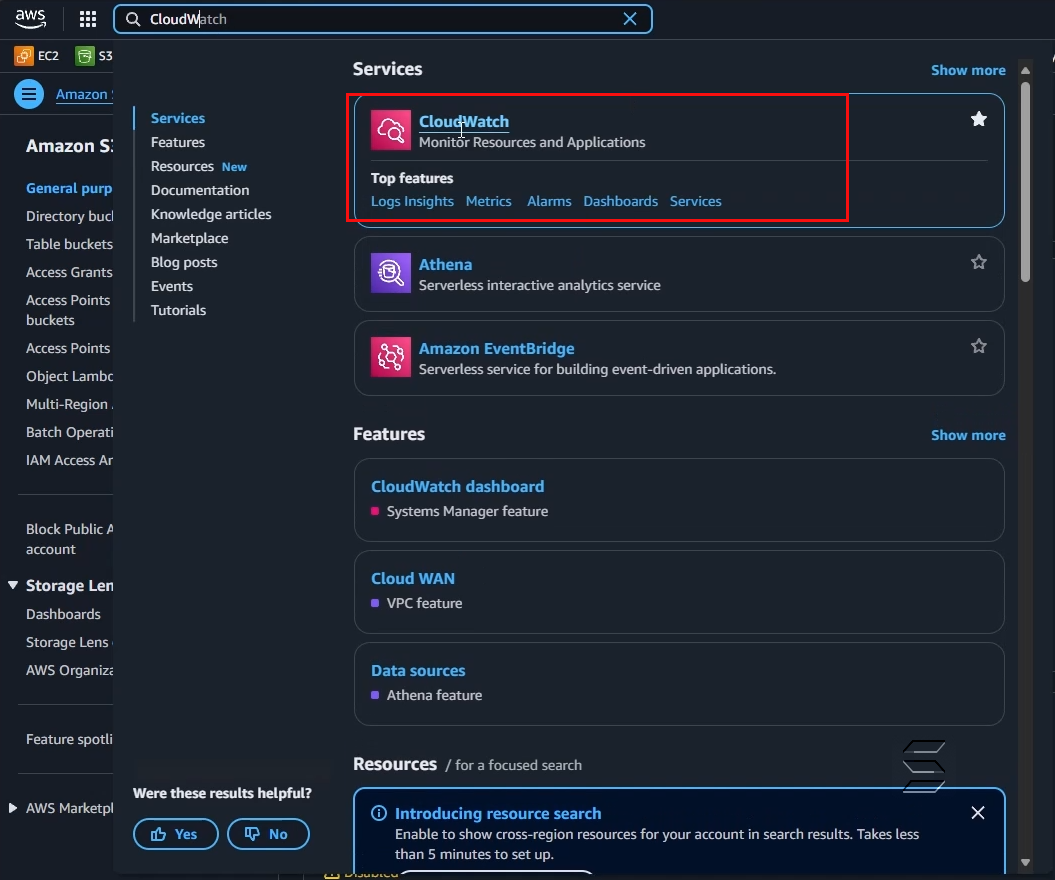 aws
CloudWatch
EC2
S3
Amazon
Amazon S3
General purp
Directory buc
Table buckets
Access Grants
Access Points
buckets
Access Points
Object Lambd
Multi-Region
Batch Operati
IAM Access An
Block Public A
account
Storage Len
Dashboards
Storage Lens
AWS Organiza
Feature spotli
AWS Marketpl
Services
Features
Resources New
Documentation
Knowledge articles
Marketplace
Blog posts
Events
Tutorials
Were these results helpful?
Yes
No
Services
Show more
CloudWatch
Monitor Resources and Applications
Top features
Logs Insights Metrics Alarms Dashboards Services
Athena
Serverless interactive analytics service
Amazon EventBridge
Serverless service for building event-driven applications.
Features
Show more
CloudWatch dashboard
Systems Manager feature
Cloud WAN
VPC feature
Data sources
Athena feature
Resources / for a focused search
Introducing resource search
Enable to show cross-region resources for your account in search results. Takes less
than 5 minutes to set up.
Disabled